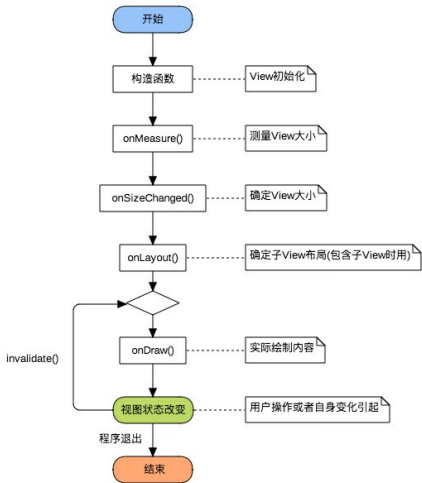 开始
构造函数
View初始化
onMeasure()
测量View大小
onSizeChanged()
确定View大小
onLayout()
确定子View布局(包含子View时用)
onDraw()
实际绘制内容
invalidate()
视图状态改变
用户操作或者自身变化引起
程序退出
结束